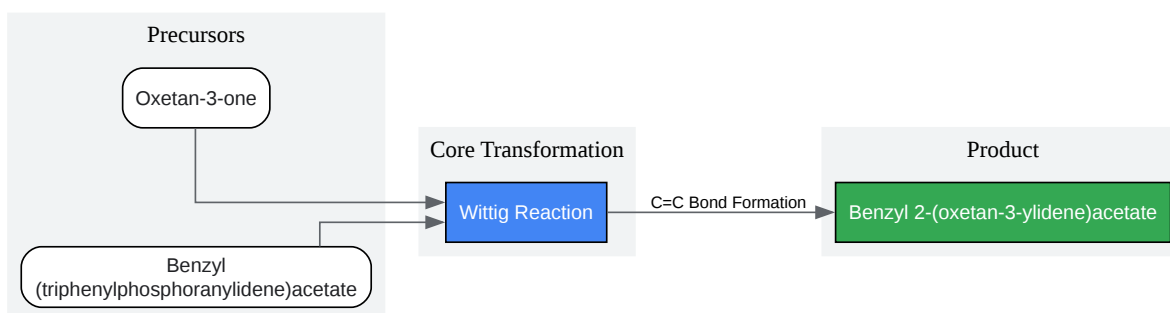 Precursors
Oxetan-3-one
Benzyl
(triphenylphosphoranylidene)acetate
Core Transformation
Wittig Reaction
C=C Bond Formation
Product
Benzyl 2-(oxetan-3-ylidene)acetate